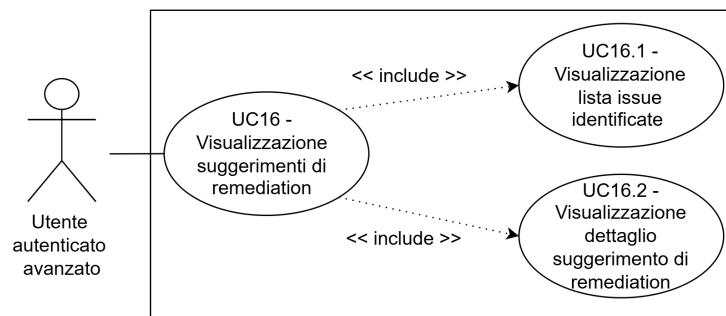 UC16.1 -
Visualizzazione
lista issue
identificate
<< include >>
UC16 -
Visualizzazione
suggerimenti di
remediation
Utente
autenticato
avanzato
<< include >>
UC16.2 -
Visualizzazione
dettaglio
suggerimento di
remediation